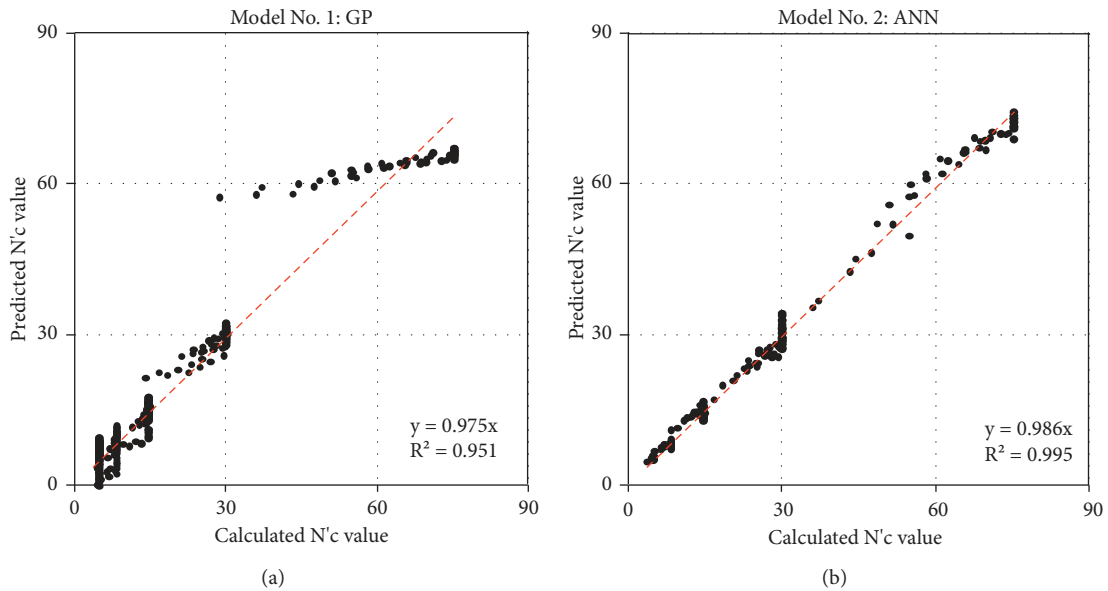 Model No. 1: GP
90
60
30
0
0
30
60
90
Predicted N'c value
Calculated N'c value
y = 0.975x
R² = 0.951
(a)
Model No. 2: ANN
90
60
30
0
0
30
60
90
Predicted N'c value
Calculated N'c value
y = 0.986x
R² = 0.995
(b)